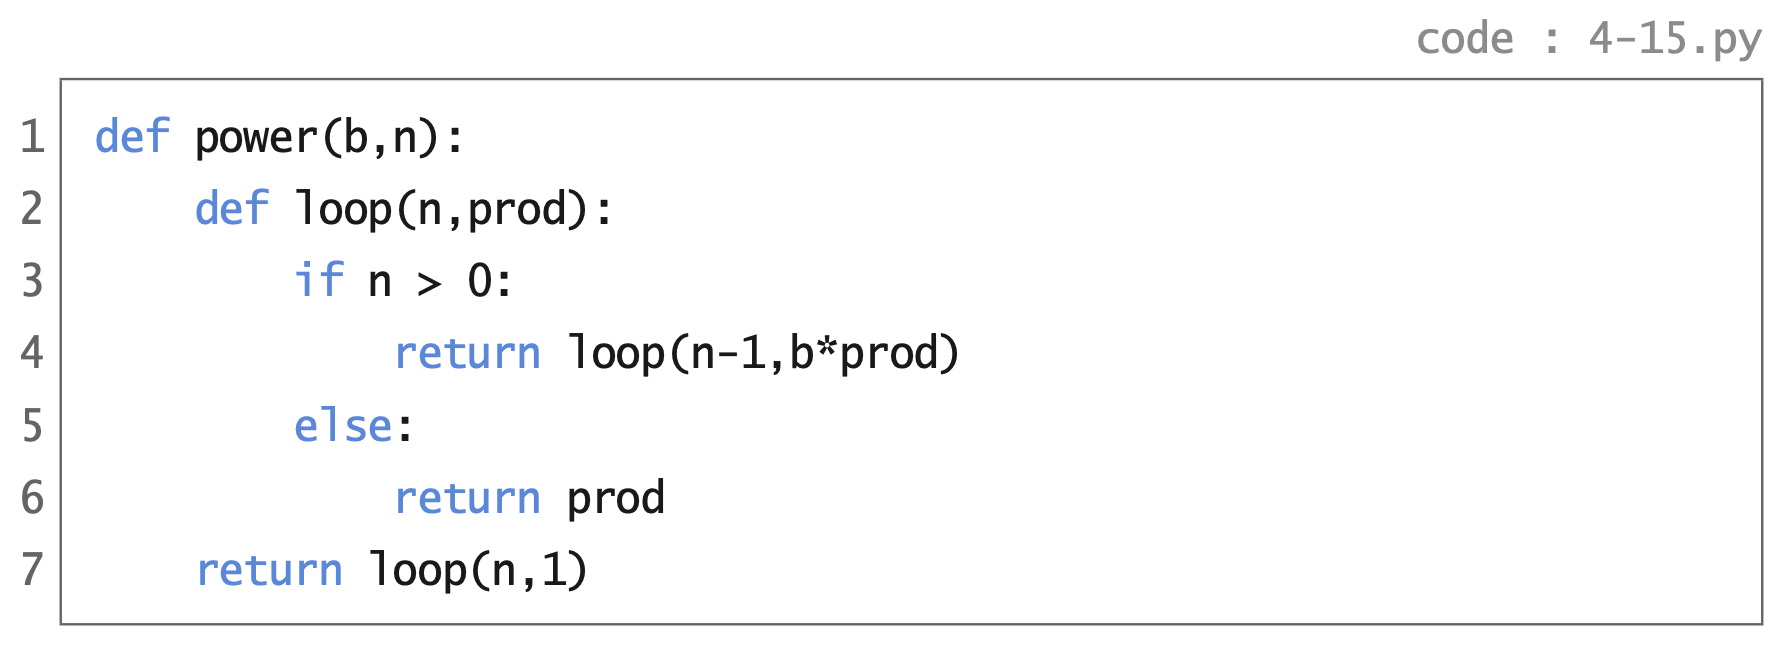 code : 4-15.py
1 def power(b,n):
2     def loop(n,prod):
3         if n > 0:
4             return loop(n-1,b*prod)
5         else:
6             return prod
7     return loop(n,1)